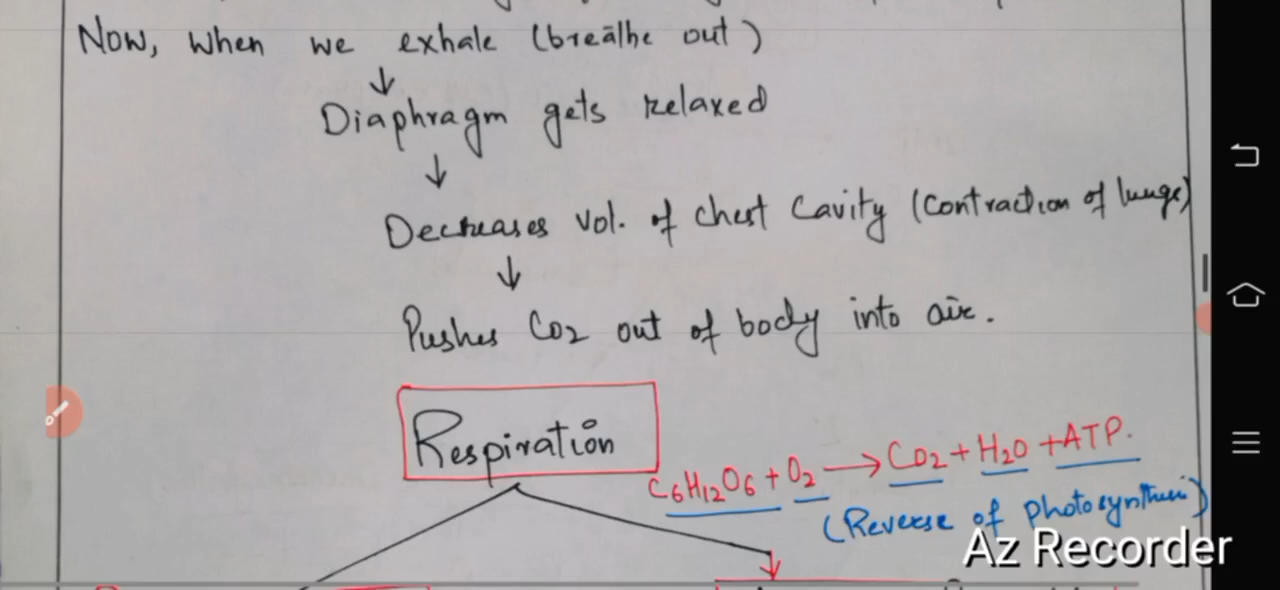 Now, when we exhale (breathe out)
↓
Diaphragm gets relaxed
↓
Decreases vol. of chest cavity (contraction of lungs)
↓
Pushes CO2 out of body into air.
Respiration
C6H12O6 + O2 → CO2 + H2O + ATP.
(Reverse of photosynthesis)
Az Recorder